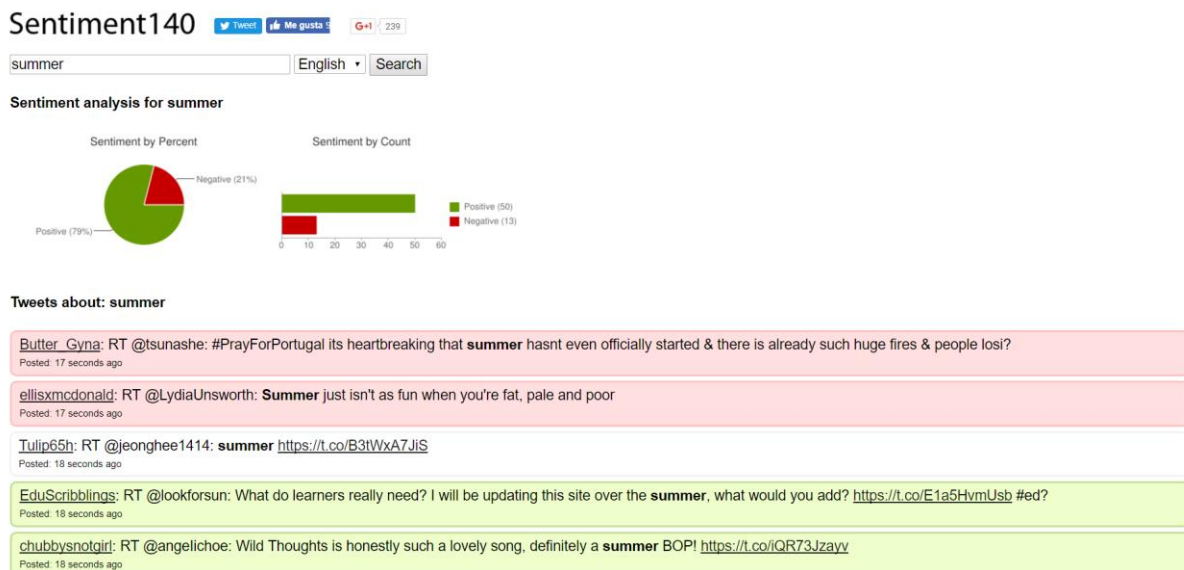 Sentiment140 Tweet Me gusta 9 G+1 239
summer English Search
Sentiment analysis for summer
Sentiment by Percent Sentiment by Count
Negative (21%)
Positive (50)
Negative (13)
Positive (79%)
0 10 20 30 40 50 60
Tweets about: summer
Butter_Gyna: RT @tsunashe: #PrayForPortugal its heartbreaking that summer hasnt even officially started & there is already such huge fires & people losi?
Posted: 17 seconds ago
ellisxmcdonald: RT @LydiaUnsworth: Summer just isn't as fun when you're fat, pale and poor
Posted: 17 seconds ago
Tulip65h: RT @jeonghee1414: summer https://t.co/B3tWxA7JiS
Posted: 18 seconds ago
EduScribblings: RT @lookforsun: What do learners really need? I will be updating this site over the summer, what would you add? https://t.co/E1a5HvmUsb #ed?
Posted: 18 seconds ago
chubbysnotgirl: RT @angelichoe: Wild Thoughts is honestly such a lovely song, definitely a summer BOP! https://t.co/iQR73Jzayv
Posted: 18 seconds ago